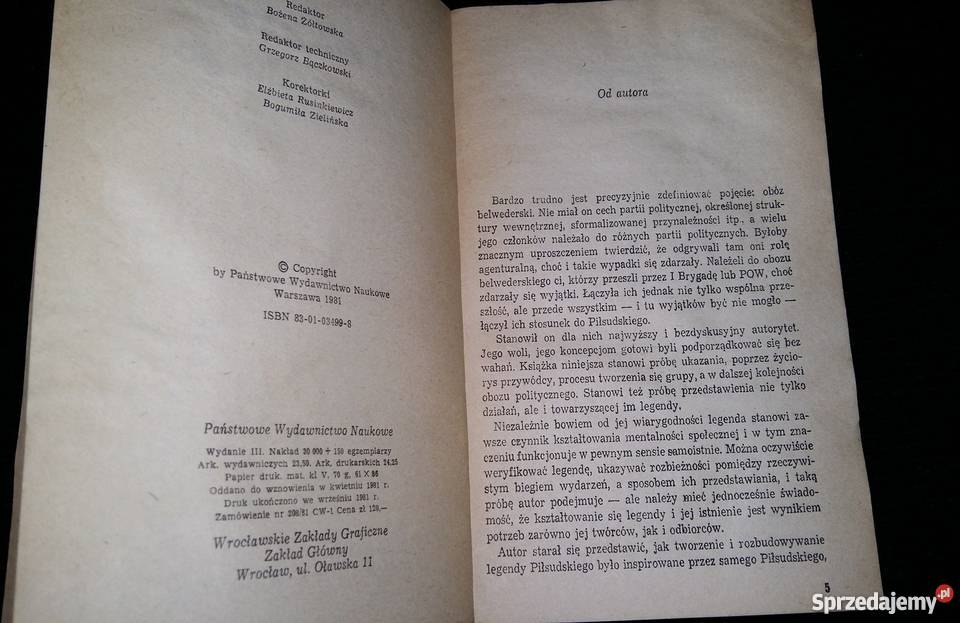 Redaktor
Bożena Żółtowska
Redaktor techniczny
Grzegorz Bączkowski
Korektorki
Elżbieta Rusinkiewicz
Bogumiła Zielińska
© Copyright
by Państwowe Wydawnictwo Naukowe
Warszawa 1981
ISBN 83-01-03499-8
Państwowe Wydawnictwo Naukowe
Wydanie III. Nakład 20 000 + 150 egzemplarzy
Ark. wydawniczych 23,50. Ark. drukarskich 24,25
Papier druk. mat. kl V, 70 g, 61 X 86
Oddano do wznowienia w kwietniu 1981 r.
Druk ukończono we wrześniu 1981 r.
Zamówienie nr 208/81 CW-1 Cena zł 120,—
Wrocławskie Zakłady Graficzne
Zakład Główny
Wrocław, ul. Oławska 11
Od autora
Bardzo trudno jest precyzyjnie zdefiniować pojęcie: obóz
belwederski. Nie miał on cech partii politycznej, określonej struk-
tury wewnętrznej, sformalizowanej przynależności itp., a wielu
jego członków należało do różnych partii politycznych. Byłoby
znacznym uproszczeniem twierdzić, że odgrywali tam oni rolę
agenturalną, choć i takie wypadki się zdarzały. Należeli do obozu
belwederskiego ci, którzy przeszli przez I Brygadę lub POW, choć
zdarzały się wyjątki. Łączyła ich jednak nie tylko wspólna prze-
szłość, ale przede wszystkim — i tu wyjątków być nie mogło —
łączył ich stosunek do Piłsudskiego.
Stanowił on dla nich najwyższy i bezdyskusyjny autorytet.
Jego woli, jego koncepcjom gotowi byli podporządkować się bez
wahań. Książka niniejsza stanowi próbę ukazania, poprzez życio-
rys przywódcy, procesu tworzenia się grupy, a w dalszej kolejności
obozu politycznego. Stanowi też próbę przedstawienia nie tylko
działań, ale i towarzyszącej im legendy.
Niezależnie bowiem od jej wiarygodności legenda stanowi za-
wsze czynnik kształtowania mentalności społecznej i w tym zna-
czeniu funkcjonuje w pewnym sensie samoistnie. Można oczywiście
weryfikować legendę, ukazywać rozbieżności pomiędzy rzeczywi-
stym biegiem wydarzeń, a sposobem ich przedstawiania, i taką
próbę autor podejmuje — ale należy mieć jednocześnie świado-
mość, że kształtowanie się legendy i jej istnienie jest wynikiem
potrzeb zarówno jej twórców, jak i odbiorców.
Autor starał się przedstawić, jak tworzenie i rozbudowywanie
legendy Piłsudskiego było inspirowane przez samego Piłsudskiego,
5
Sprzedajemy.pl